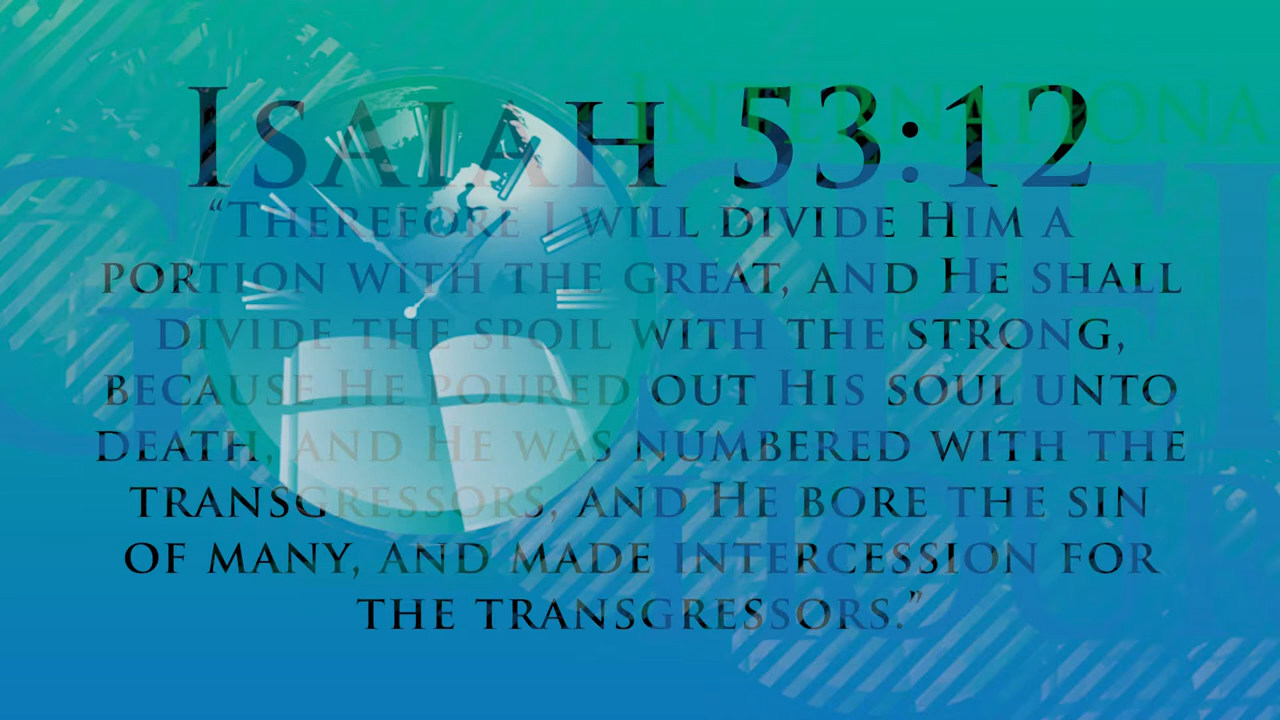 Isaiah 53:12
INTERNATIONA
“Therefore I will divide Him a
portion with the great, and He shall
divide the spoil with the strong,
because He poured out His soul unto
death, and He was numbered with the
transgressors, and He bore the sin
of many, and made intercession for
the transgressors.”